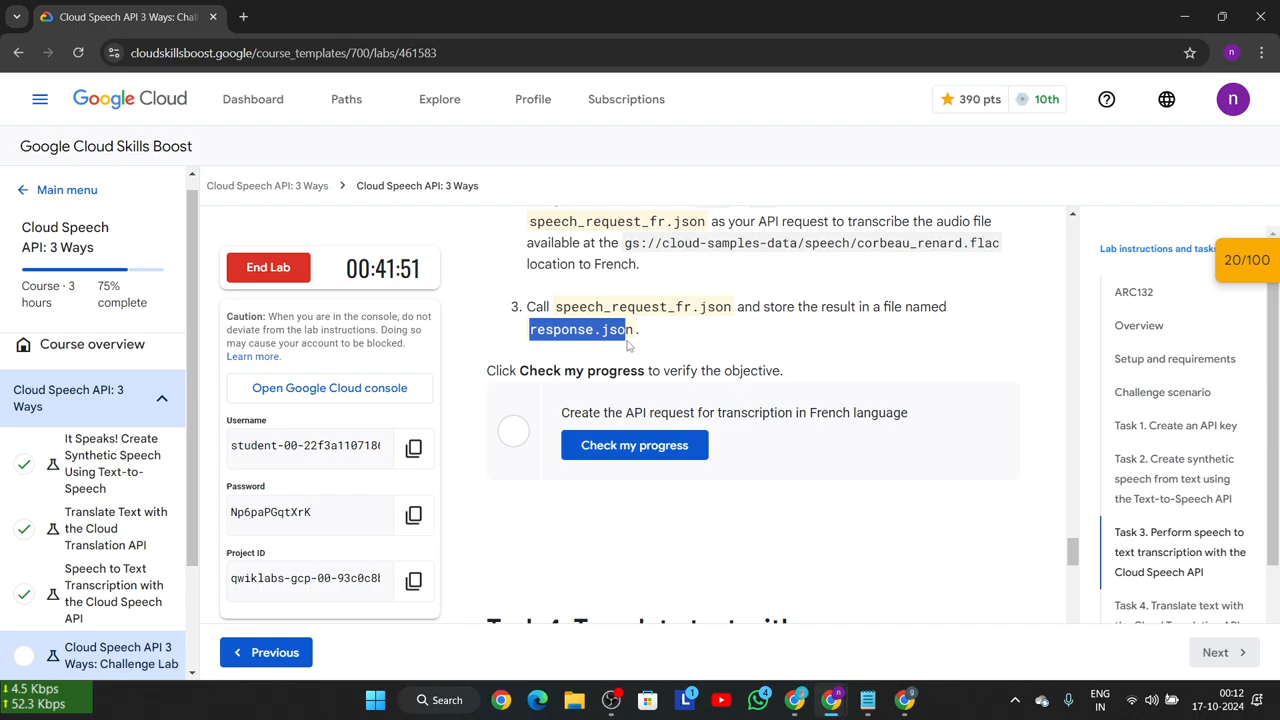 Cloud Speech API 3 Ways: Chal
cloudskillsboost.google/course_templates/700/labs/461583
n
Google Cloud
Dashboard
Paths
Explore
Profile
Subscriptions
390 pts
10th
n
Google Cloud Skills Boost
Main menu
Cloud Speech
API: 3 Ways
Course · 3
hours
75%
complete
Course overview
Cloud Speech API: 3
Ways
It Speaks! Create
Synthetic Speech
Using Text-to-
Speech
Translate Text with
the Cloud
Translation API
Speech to Text
Transcription with
the Cloud Speech
API
Cloud Speech API 3
Ways: Challenge Lab
Cloud Speech API: 3 Ways
Cloud Speech API: 3 Ways
End Lab
00:41:51
Caution: When you are in the console, do not
deviate from the lab instructions. Doing so
may cause your account to be blocked.
Learn more.
Open Google Cloud console
Username
student-00-22f3a1107186
Password
Np6paPGqtXrK
Project ID
qwiklabs-gcp-00-93c0c8b
speech_request_fr.json as your API request to transcribe the audio file
available at the gs://cloud-samples-data/speech/corbeau_renard.flac
location to French.
3. Call speech_request_fr.json and store the result in a file named
response.json.
Click Check my progress to verify the objective.
Create the API request for transcription in French language
Check my progress
Lab instructions and tasks
20/100
ARC132
Overview
Setup and requirements
Challenge scenario
Task 1. Create an API key
Task 2. Create synthetic
speech from text using
the Text-to-Speech API
Task 3. Perform speech to
text transcription with the
Cloud Speech API
Task 4. Translate text with
the Cloud Translation API
Previous
Next
4.5 Kbps
52.3 Kbps
Search
1
4
n
g
ENG
IN
00:12
17-10-2024